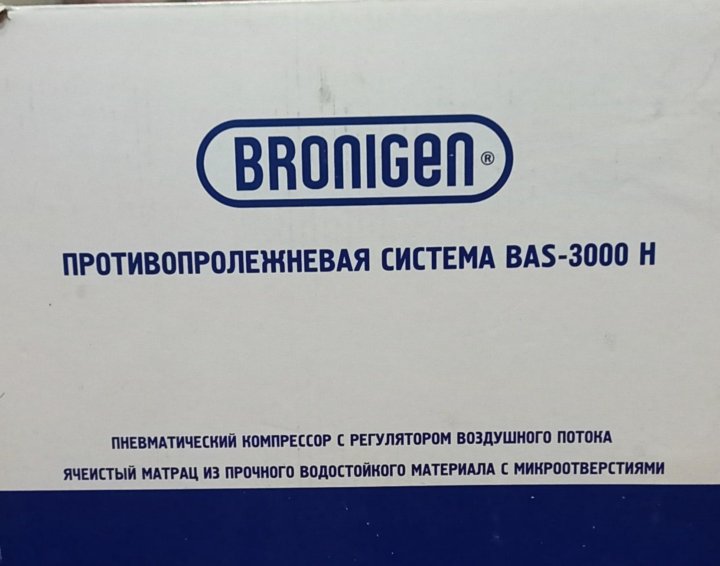 BRONIGEN®
ПРОТИВОПРОЛЕЖНЕВАЯ СИСТЕМА BAS-3000 H
ПНЕВМАТИЧЕСКИЙ КОМПРЕССОР С РЕГУЛЯТОРОМ ВОЗДУШНОГО ПОТОКА
ЯЧЕИСТЫЙ МАТРАЦ ИЗ ПРОЧНОГО ВОДОСТОЙКОГО МАТЕРИАЛА С МИКРООТВЕРСТИЯМИ